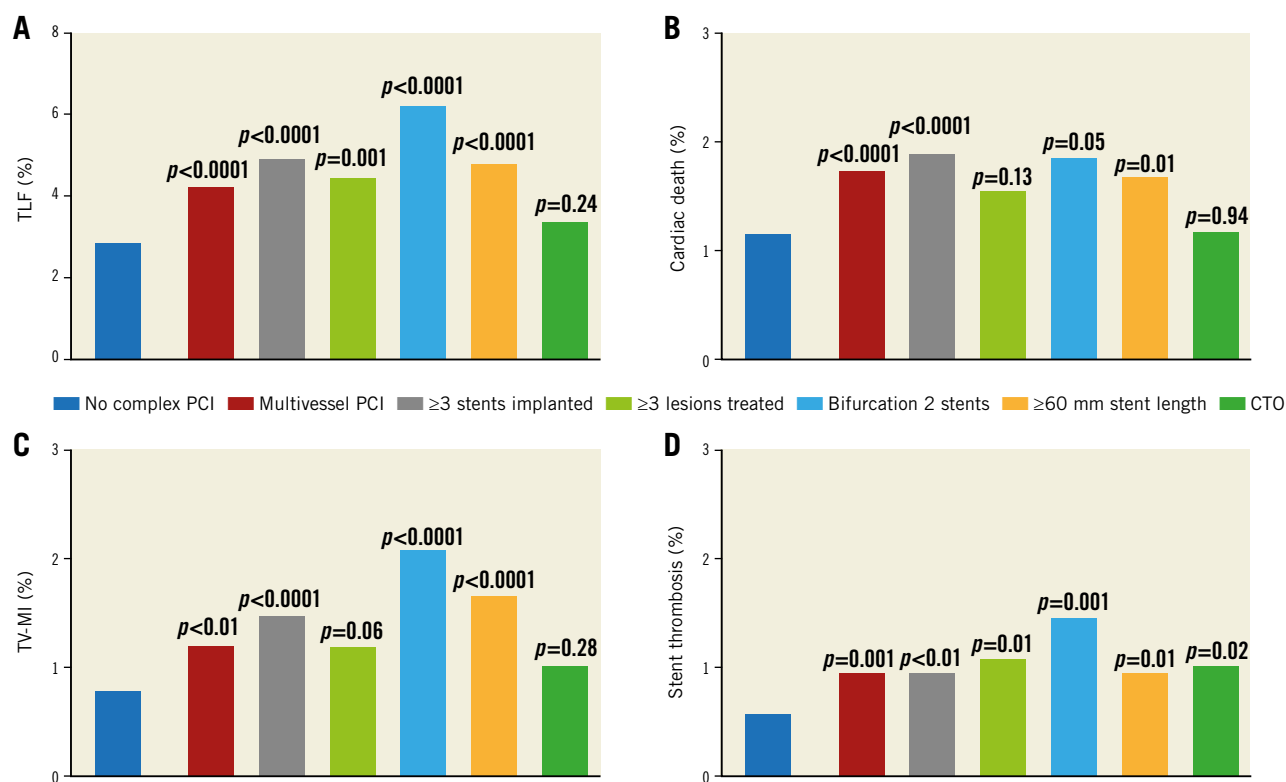 A
8
6
4
2
0
TLF (%)
p<0.0001
p<0.0001
p=0.001
p<0.0001
p<0.0001
p=0.24
B
3
2
1
0
Cardiac death (%)
p<0.0001
p<0.0001
p=0.13
p=0.05
p=0.01
p=0.94
No complex PCI Multivessel PCI ≥3 stents implanted ≥3 lesions treated Bifurcation 2 stents ≥60 mm stent length CTO
C
3
2
1
0
TV-MI (%)
p<0.01
p<0.0001
p=0.06
p<0.0001
p<0.0001
p=0.28
D
3
2
1
0
Stent thrombosis (%)
p=0.001
p<0.01
p=0.01
p=0.001
p=0.01
p=0.02